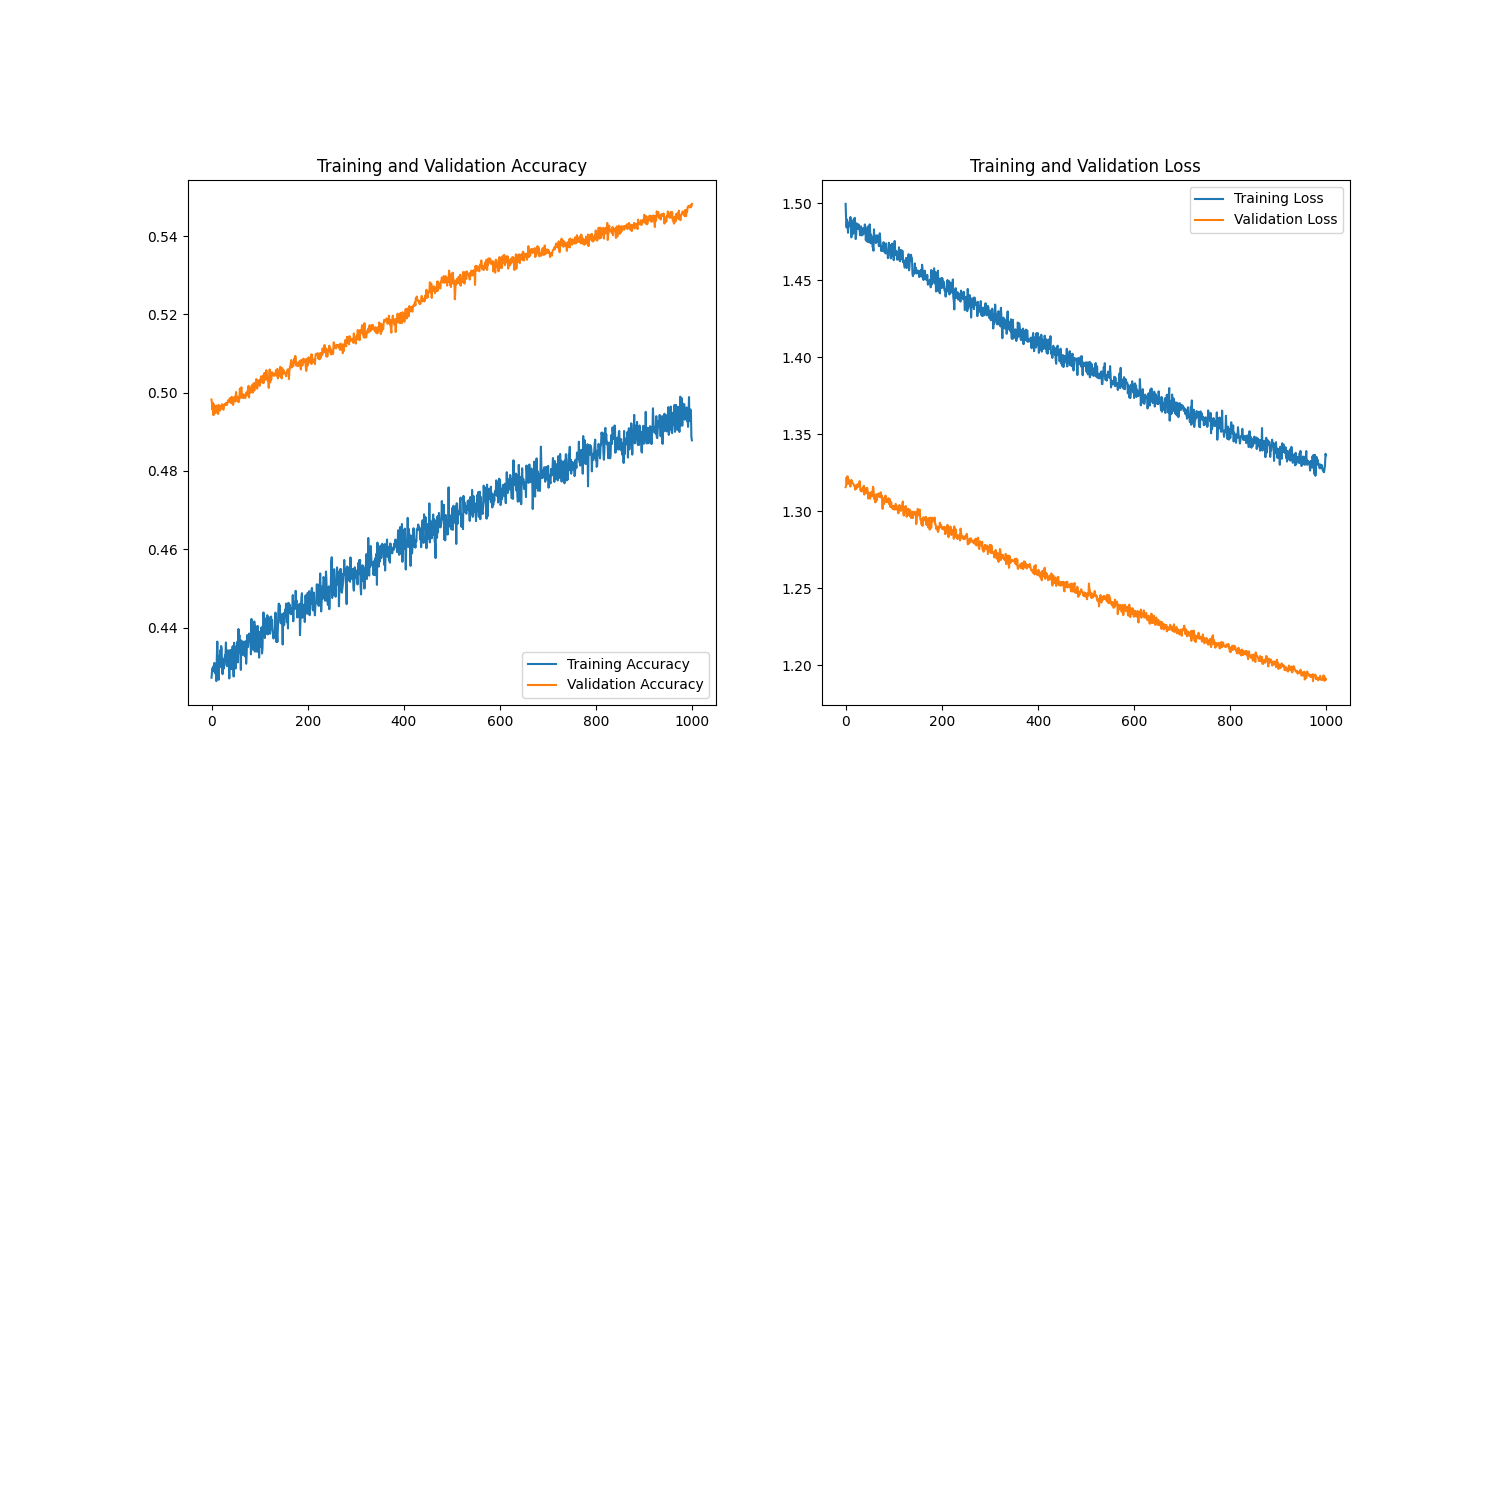 Training and Validation Accuracy
0.54
0.52
0.50
0.48
0.46
0.44
Training Accuracy
Validation Accuracy
0 200 400 600 800 1000
Training and Validation Loss
1.50
1.45
1.40
1.35
1.30
1.25
1.20
Training Loss
Validation Loss
0 200 400 600 800 1000